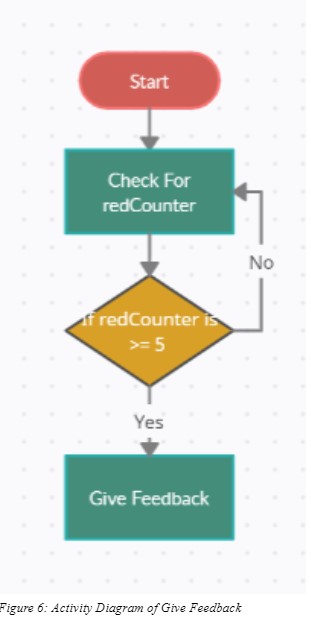 Start
Check For
redCounter
No
If redCounter is
>= 5
Yes
Give Feedback
Figure 6: Activity Diagram of Give Feedback